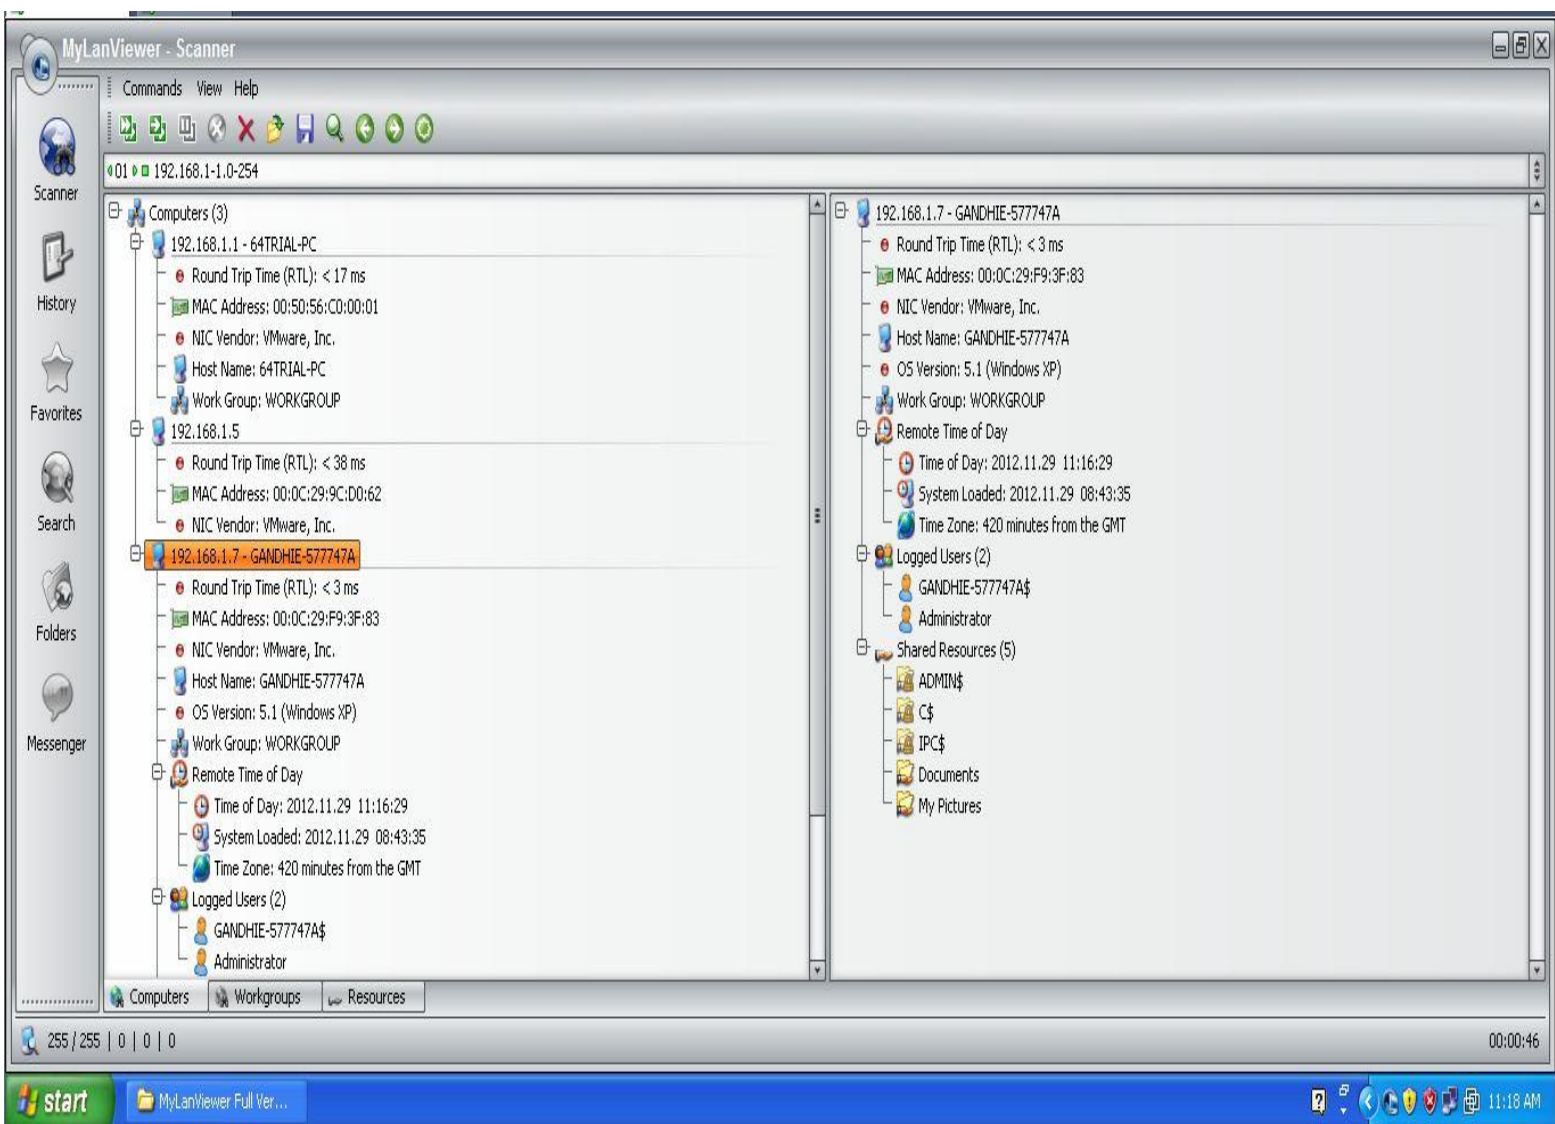 MyLanViewer - Scanner
Commands View Help
01 192.168.1-1.0-254
Scanner
History
Favorites
Search
Folders
Messenger
Computers (3)
192.168.1.1 - 64TRIAL-PC
Round Trip Time (RTL): < 17 ms
MAC Address: 00:50:56:C0:00:01
NIC Vendor: VMware, Inc.
Host Name: 64TRIAL-PC
Work Group: WORKGROUP
192.168.1.5
Round Trip Time (RTL): < 38 ms
MAC Address: 00:0C:29:9C:D0:62
NIC Vendor: VMware, Inc.
192.168.1.7 - GANDHIE-577747A
Round Trip Time (RTL): < 3 ms
MAC Address: 00:0C:29:F9:3F:83
NIC Vendor: VMware, Inc.
Host Name: GANDHIE-577747A
OS Version: 5.1 (Windows XP)
Work Group: WORKGROUP
Remote Time of Day
Time of Day: 2012.11.29 11:16:29
System Loaded: 2012.11.29 08:43:35
Time Zone: 420 minutes from the GMT
Logged Users (2)
GANDHIE-577747A$
Administrator
192.168.1.7 - GANDHIE-577747A
Round Trip Time (RTL): < 3 ms
MAC Address: 00:0C:29:F9:3F:83
NIC Vendor: VMware, Inc.
Host Name: GANDHIE-577747A
OS Version: 5.1 (Windows XP)
Work Group: WORKGROUP
Remote Time of Day
Time of Day: 2012.11.29 11:16:29
System Loaded: 2012.11.29 08:43:35
Time Zone: 420 minutes from the GMT
Logged Users (2)
GANDHIE-577747A$
Administrator
Shared Resources (5)
ADMIN$
C$
IPC$
Documents
My Pictures
Computers Workgroups Resources
255 / 255 | 0 | 0 | 0 00:00:46
start MyLanViewer Full Ver... 11:18 AM